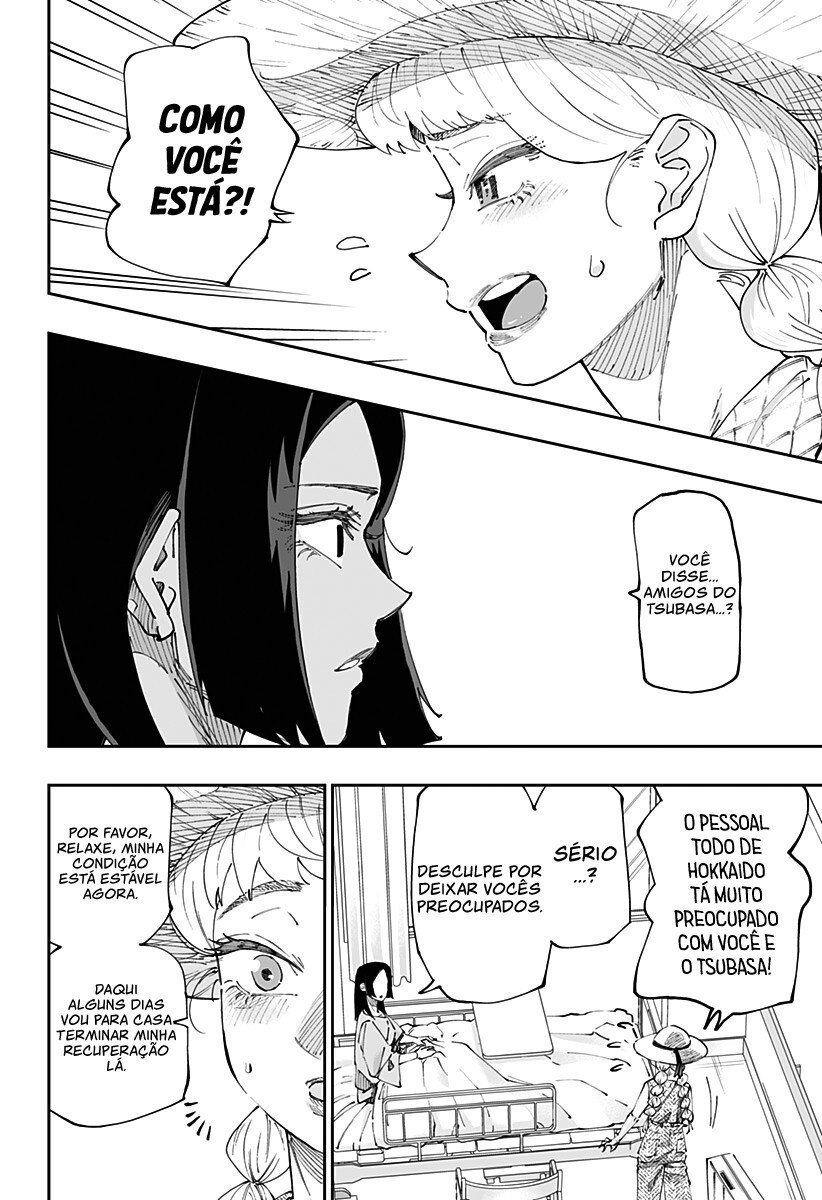 COMO
VOCÊ
ESTÁ?!
VOCÊ
DISSE...
AMIGOS DO
TSUBASA...?
O PESSOAL
TODO DE
HOKKAIDO
TÁ MUITO
PREOCUPADO
COM VOCÊ E
O TSUBASA!
SÉRIO
...?
DESCULPE POR
DEIXAR VOCÊS
PREOCUPADOS.
POR FAVOR,
RELAXE, MINHA
CONDIÇÃO
ESTÁ ESTÁVEL
AGORA.
DAQUI
ALGUNS DIAS
VOU PARA CASA
TERMINAR MINHA
RECUPERAÇÃO
LÁ.